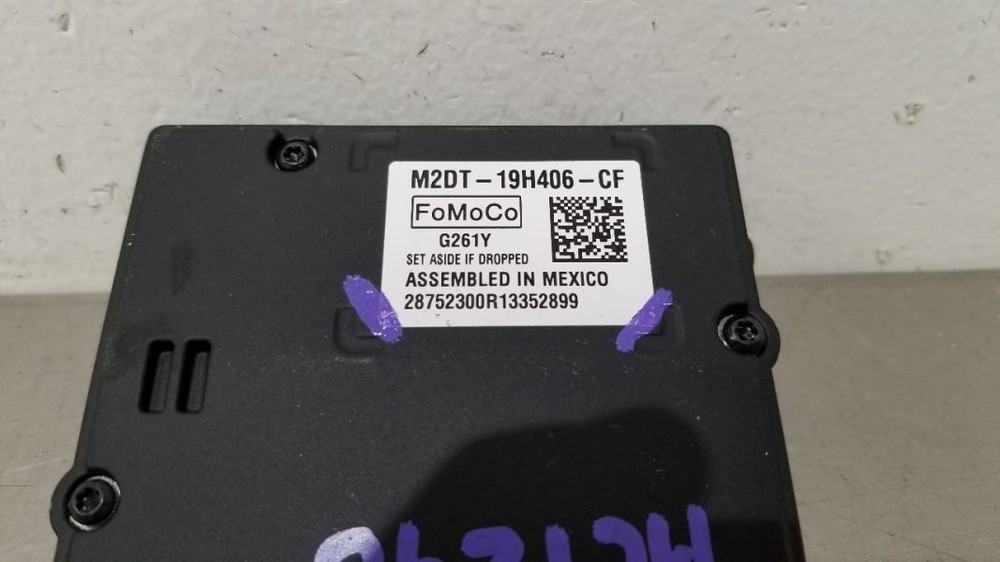 M2DT-19H406-CF
FoMoCo
G261Y
SET ASIDE IF DROPPED
ASSEMBLED IN MEXICO
28752300R13352899